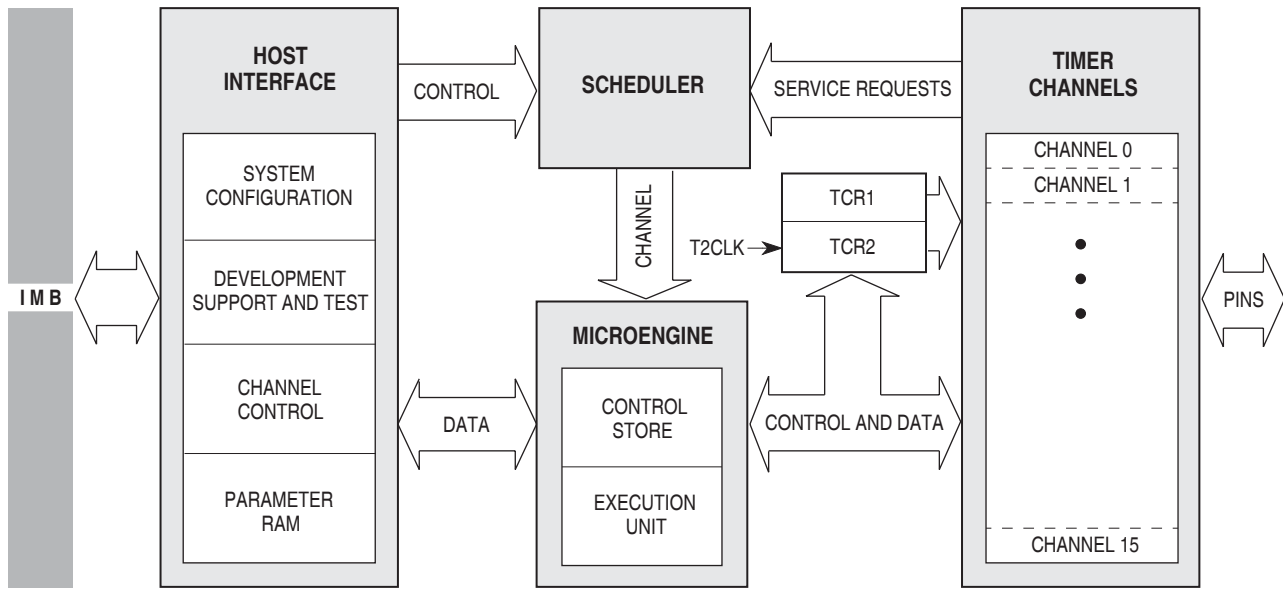 I M B
HOST
INTERFACE
SYSTEM
CONFIGURATION
DEVELOPMENT
SUPPORT AND TEST
CHANNEL
CONTROL
PARAMETER
RAM
CONTROL
DATA
SCHEDULER
CHANNEL
MICROENGINE
CONTROL
STORE
EXECUTION
UNIT
SERVICE REQUESTS
TCR1
T2CLK
TCR2
CONTROL AND DATA
TIMER
CHANNELS
CHANNEL 0
CHANNEL 1
CHANNEL 15
PINS